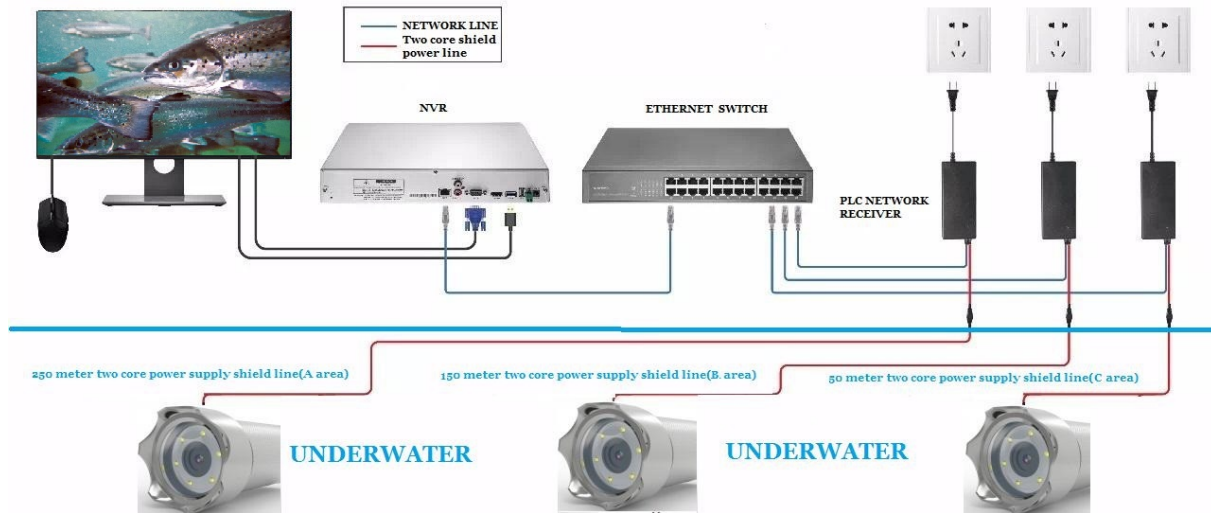 NETWORK LINE
Two core shield
power line
NVR
ETHERNET SWITCH
PLC NETWORK
RECEIVER
250 meter two core power supply shield line(A area)
150 meter two core power supply shield line(B area)
50 meter two core power supply shield line(C area)
UNDERWATER
UNDERWATER